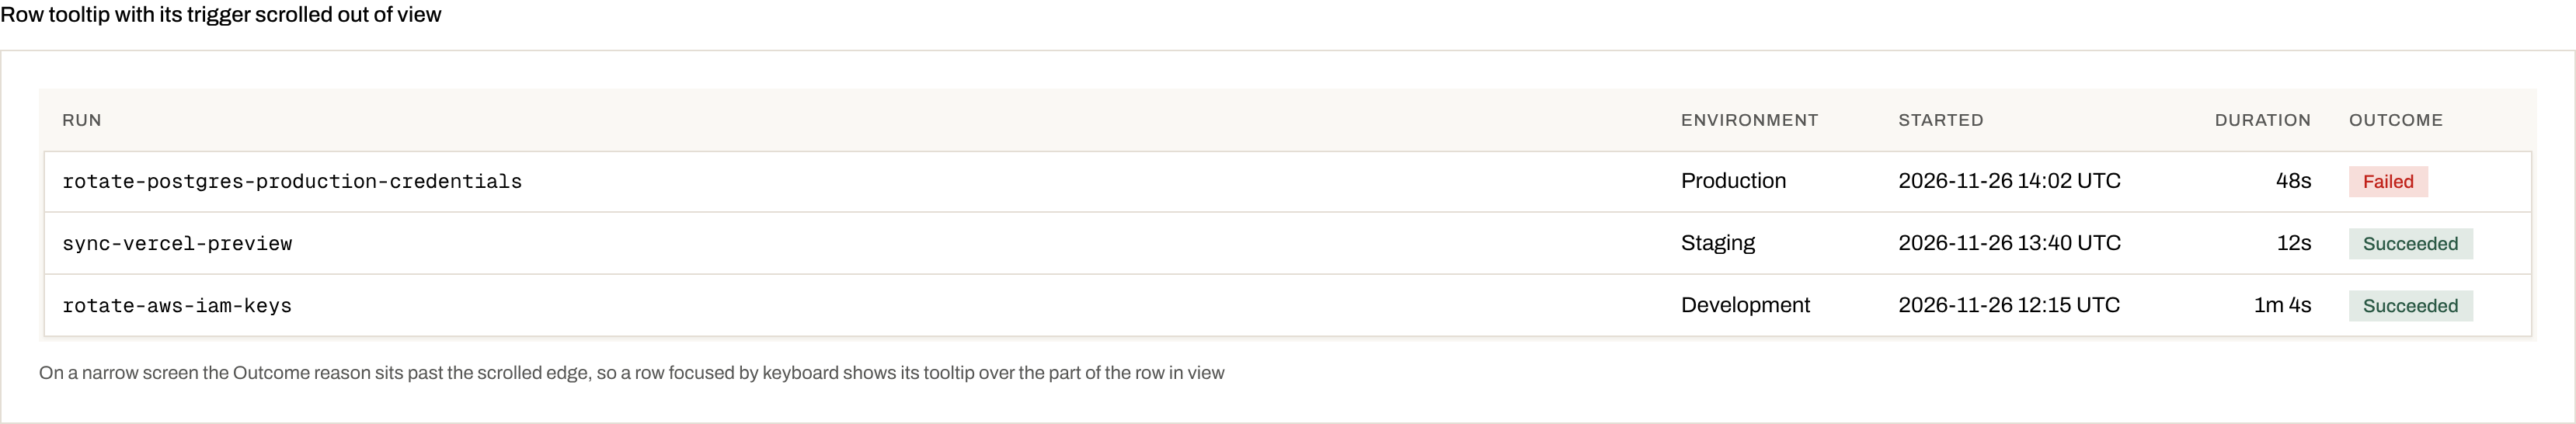 Row tooltip with its trigger scrolled out of view
RUN ENVIRONMENT STARTED DURATION OUTCOME
rotate-postgres-production-credentials Production 2026-11-26 14:02 UTC 48s Failed
sync-vercel-preview Staging 2026-11-26 13:40 UTC 12s Succeeded
rotate-aws-iam-keys Development 2026-11-26 12:15 UTC 1m 4s Succeeded
On a narrow screen the Outcome reason sits past the scrolled edge, so a row focused by keyboard shows its tooltip over the part of the row in view